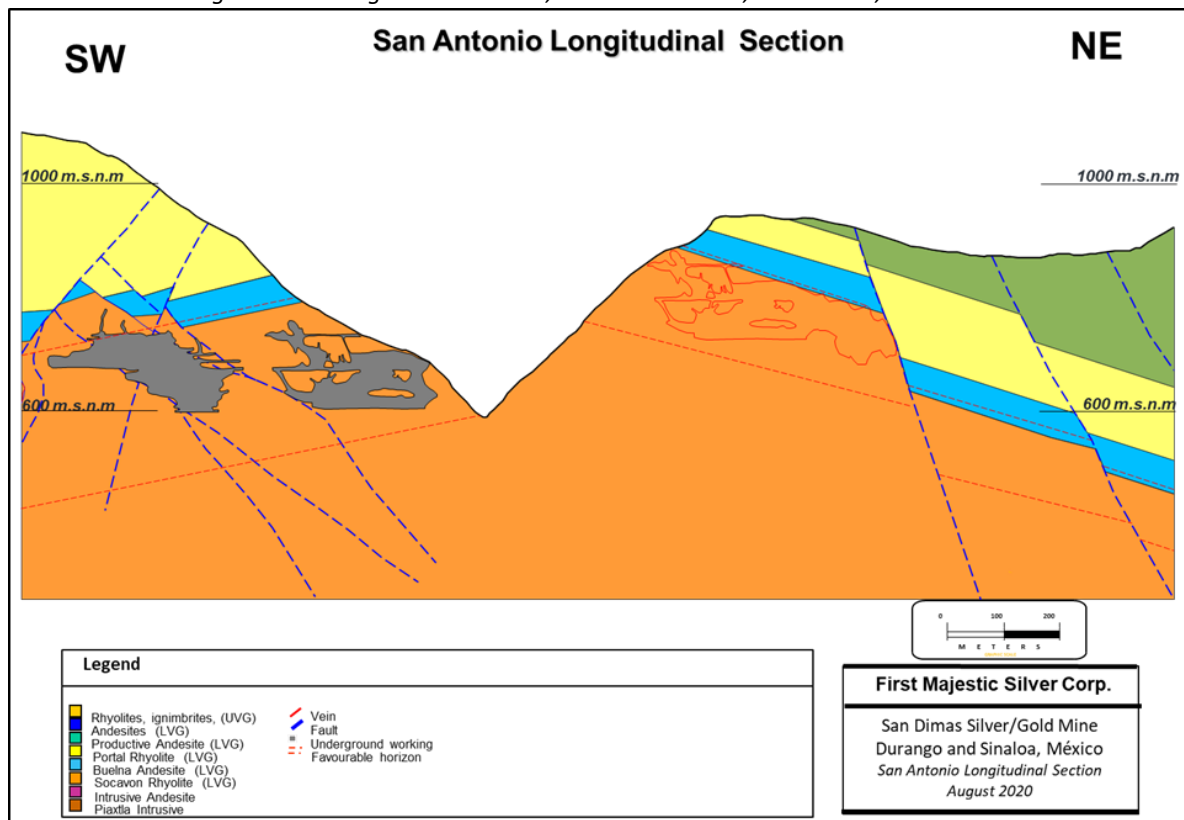 San Antonio Longitudinal Section
SW
NE
1000 m.s.n.m
1000 m.s.n.m
600 m.s.n.m
600 m.s.n.m
0 100 200
M E T E R S
Legend
Rhyolites, ignimbrites, (UVG)
Andesites (LVG)
Productive Andesite (LVG)
Portal Rhyolite (LVG)
Buelna Andesite (LVG)
Socavon Rhyolite (LVG)
Intrusive Andesite
Piaxtla Intrusive
Vein
Fault
Underground working
Favourable horizon
First Majestic Silver Corp.
San Dimas Silver/Gold Mine
Durango and Sinaloa, México
San Antonio Longitudinal Section
August 2020